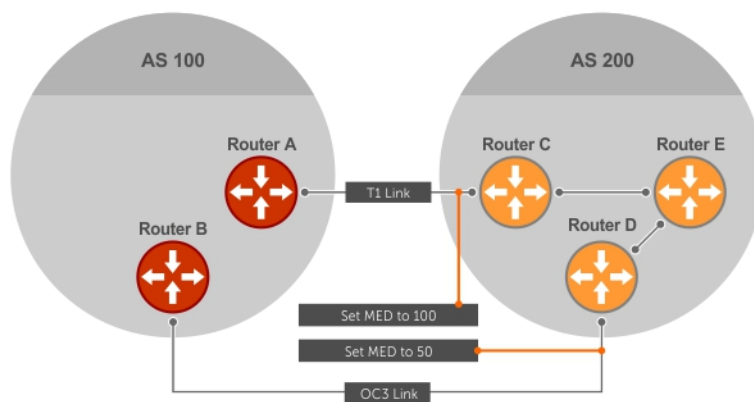 AS 100
AS 200
Router A
Router C
Router E
T1 Link
Router B
Router D
Set MED to 100
Set MED to 50
OC3 Link